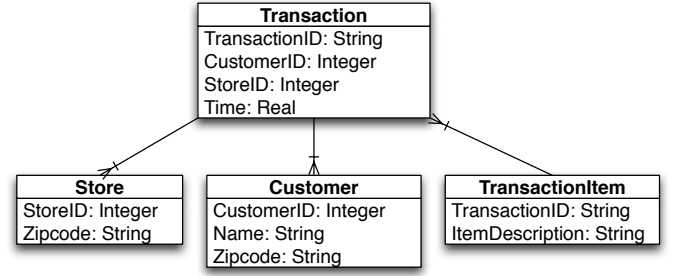 Transaction
TransactionID: String
CustomerID: Integer
StoreID: Integer
Time: Real
Store
StoreID: Integer
Zipcode: String
Customer
CustomerID: Integer
Name: String
Zipcode: String
TransactionItem
TransactionID: String
ItemDescription: String